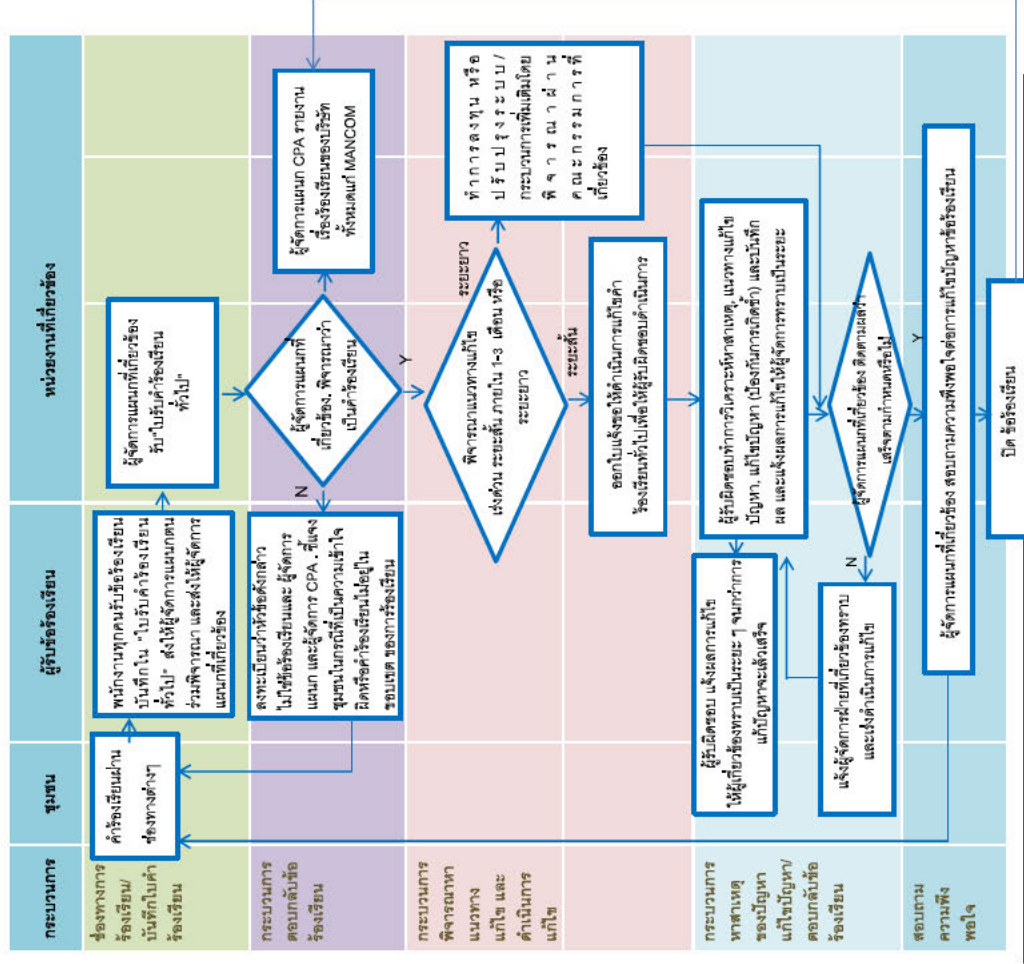 กระบวนการ
ชุมชน
ผู้รับข้อร้องเรียน
หน่วยงานที่เกี่ยวข้อง
ช่องทางการ
ร้องเรียน/
บันทึกใบคำ
ร้องเรียน
คำร้องเรียนผ่าน
ช่องทางต่างๆ
พนักงานทุกคนรับข้อร้องเรียน
บันทึกใน "ใบรับคำร้องเรียน
ทั่วไป" ส่งให้ผู้จัดการแผนกตน
ร่วมพิจารณา และส่งให้ผู้จัดการ
แผนกที่เกี่ยวข้อง
ผู้จัดการแผนกที่เกี่ยวข้อง
รับ"ใบรับคำร้องเรียน
ทั่วไป"
กระบวนการ
ตอบกลับข้อ
ร้องเรียน
ลงทะเบียนว่าหัวข้อดังกล่าว
ไม่ใช่ข้อร้องเรียนและ ผู้จัดการ
แผนก และผู้จัดการ CPA . ชี้แจง
ชุมชนในกรณีที่เป็นความเข้าใจ
ผิดหรือคำร้องเรียนไม่อยู่ใน
ขอบเขต ของการร้องเรียน
N
ผู้จัดการแผนกที่
เกี่ยวข้อง. พิจารณาว่า
เป็นคำร้องเรียน
Y
ผู้จัดการแผนก CPA รายงาน
เรื่องร้องเรียนของบริษัท
ทั้งหมดแก่ MANCOM
กระบวนการ
พิจารณาหา
แนวทาง
แก้ไข และ
ดำเนินการ
แก้ไข
พิจารณาแนวทางแก้ไข
เร่งด่วน ระยะสั้น ภายใน 1-3 เดือน หรือ
ระยะยาว
ระยะยาว
ระยะสั้น
ทำการลงทุน หรือ
ปรับปรุงระบบ/
กระบวนการเพิ่มเติมโดย
พิจารณาผ่าน
คณะกรรมการที่
เกี่ยวข้อง
ออกใบแจ้งขอให้ดำเนินการแก้ไขคำ
ร้องเรียนทั่วไปเพื่อให้ผู้รับผิดชอบดำเนินการ
กระบวนการ
หาสาเหตุ
ของปัญหา
แก้ไขปัญหา/
ตอบกลับข้อ
ร้องเรียน
ผู้รับผิดชอบ แจ้งผลการแก้ไข
ให้ผู้เกี่ยวข้องทราบเป็นระยะ ๆ จนกว่าการ
แก้ปัญหาจะแล้วเสร็จ
ผู้รับผิดชอบทำการวิเคราะห์หาสาเหตุ, แนวทางแก้ไข
ปัญหา, แก้ไขปัญหา (ป้องกันการเกิดซ้ำ) และบันทึก
ผล และแจ้งผลการแก้ไขให้ผู้จัดการทราบเป็นระยะ
แจ้งผู้จัดการฝ่ายที่เกี่ยวข้องทราบ
และเร่งดำเนินการแก้ไข
N
ผู้จัดการแผนกที่เกี่ยวข้อง ติดตามผลว่า
เสร็จตามกำหนดหรือไม่
Y
สอบถาม
ความพึง
พอใจ
ผู้จัดการแผนกที่เกี่ยวข้อง สอบถามความพึงพอใจต่อการแก้ไขปัญหาข้อร้องเรียน
ปิด ข้อร้องเรียน